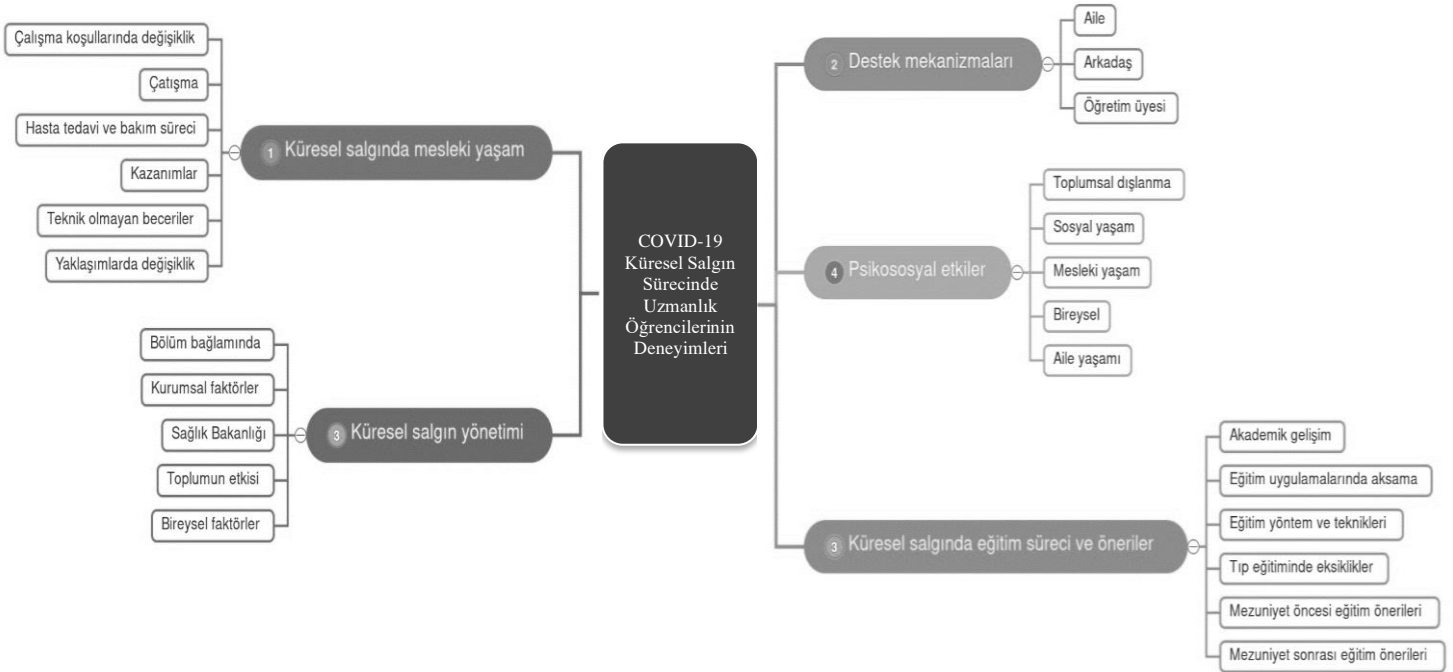 Çalışma koşullarında değişiklik
Çatışma
Hasta tedavi ve bakım süreci
Kazanımlar
Teknik olmayan beceriler
Yaklaşımlarda değişiklik
1 Küresel salgında mesleki yaşam
Bölüm bağlamında
Kurumsal faktörler
Sağlık Bakanlığı
Toplumun etkisi
Bireysel faktörler
3 Küresel salgın yönetimi
COVID-19
Küresel Salgın
Sürecinde
Uzmanlık
Öğrencilerinin
Deneyimleri
2 Destek mekanizmaları
Aile
Arkadaş
Öğretim üyesi
4 Psikososyal etkiler
Toplumsal dışlanma
Sosyal yaşam
Mesleki yaşam
Bireysel
Aile yaşamı
3 Küresel salgında eğitim süreci ve öneriler
Akademik gelişim
Eğitim uygulamalarında aksama
Eğitim yöntem ve teknikleri
Tıp eğitiminde eksiklikler
Mezuniyet öncesi eğitim önerileri
Mezuniyet sonrası eğitim önerileri